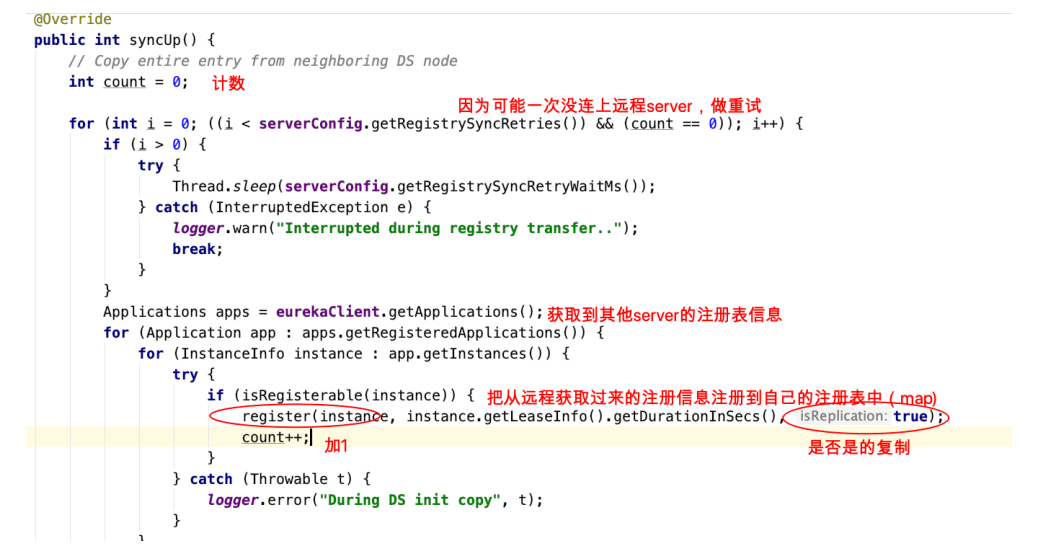 @Override
public int syncUp() {
// Copy entire entry from neighboring DS node
int count = 0; 计数
因为可能一次没连上远程server，做重试
for (int i = 0; ((i < serverConfig.getRegistrySyncRetries()) && (count == 0)); i++) {
if (i > 0) {
try {
Thread.sleep(serverConfig.getRegistrySyncRetryWaitMs());
} catch (InterruptedException e) {
logger.warn("Interrupted during registry transfer..");
break;
}
}
Applications apps = eurekaClient.getApplications(); 获取到其他server的注册表信息
for (Application app : apps.getRegisteredApplications()) {
for (InstanceInfo instance : app.getInstances()) {
try {
if (isRegisterable(instance)) { 把从远程获取过来的注册信息注册到自己的注册表中（map)
register(instance, instance.getLeaseInfo().getDurationInSecs(), isReplication: true);
count++; 加1 是否是的复制
}
} catch (Throwable t) {
logger.error("During DS init copy", t);
}
}